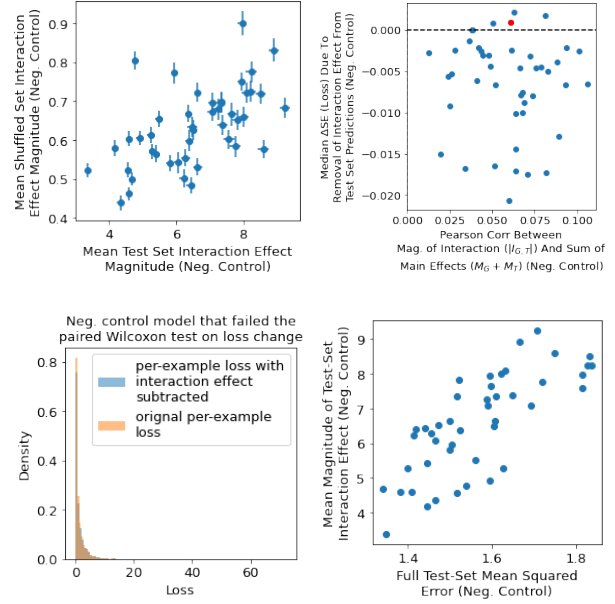 0.9
0.8
0.7
0.6
0.5
0.4
4
6
8
Mean Shuffled Set Interaction
Effect Magnitude (Neg. Control)
Mean Test Set Interaction Effect
Magnitude (Neg. Control)
0.000
−0.005
−0.010
−0.015
−0.020
0.000
0.025
0.050
0.075
0.100
Median ΔSE (Loss) Due To
Removal of Interaction Effect From
Test Set Predictions (Neg. Control)
Pearson Corr Between
Mag. of Interaction (|I_{G,T}|) And Sum of
Main Effects (M_G + M_T) (Neg. Control)
Neg. control model that failed the
paired Wilcoxon test on loss change
per-example loss with
interaction effect
subtracted
orignal per-example
loss
0.8
0.6
0.4
0.2
0.0
0
20
40
60
Density
Loss
9
8
7
6
5
4
1.4
1.6
1.8
Mean Magnitude of Test-Set
Interaction Effect (Neg. Control)
Full Test-Set Mean Squared
Error (Neg. Control)